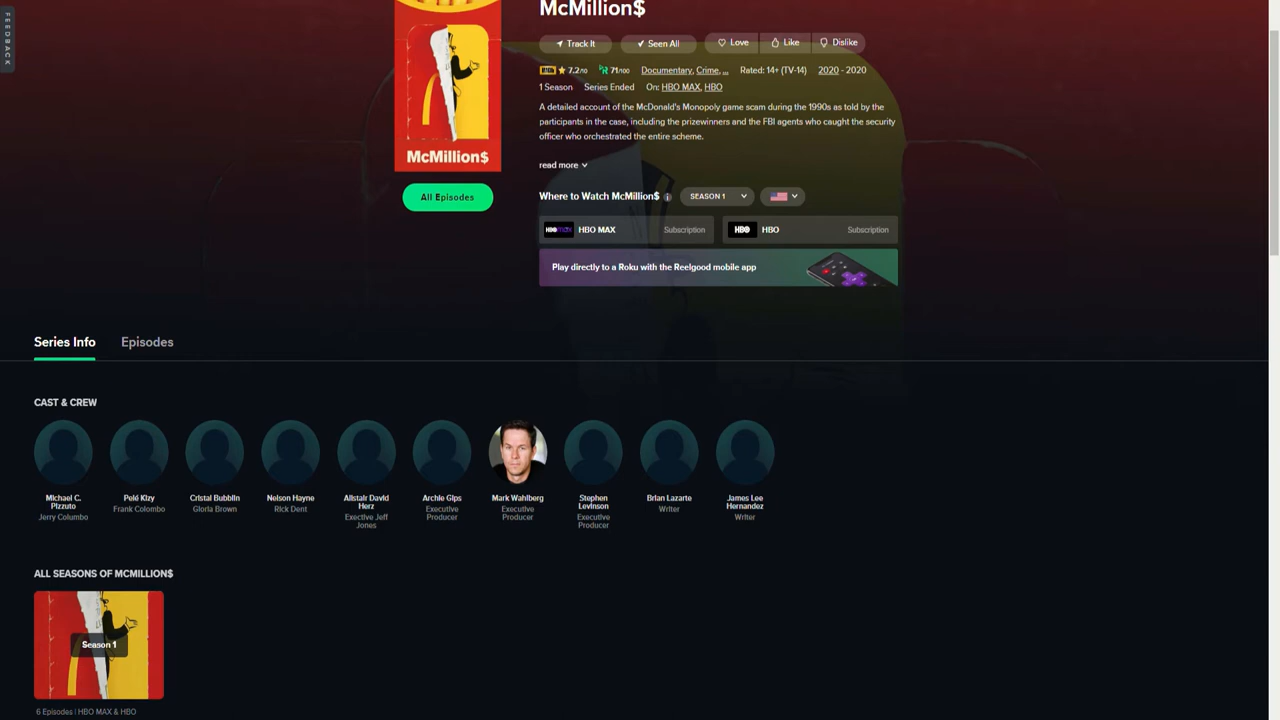 FEEDBACK
McMillion$
McMillion$
All Episodes
Track It
Seen All
Love
Like
Dislike
IMDb 7.2/10 R 71/100 Documentary, Crime, ... Rated: 14+ (TV-14) 2020 - 2020
1 Season Series Ended On: HBO MAX, HBO
A detailed account of the McDonald's Monopoly game scam during the 1990s as told by the
participants in the case, including the prizewinners and the FBI agents who caught the security
officer who orchestrated the entire scheme.
read more
Where to Watch McMillion$ SEASON 1
HBO max HBO MAX Subscription
HBO HBO Subscription
Play directly to a Roku with the Reelgood mobile app
Series Info
Episodes
CAST & CREW
Michael C.
Pizzuto
Jerry Columbo
Pelé Kizy
Frank Colombo
Cristal Bubblin
Gloria Brown
Nelson Hayne
Rick Dent
Alistair David
Herz
Exective Jeff
Jones
Archie Gips
Executive
Producer
Mark Wahlberg
Executive
Producer
Stephen
Levinson
Executive
Producer
Brian Lazarte
Writer
James Lee
Hernandez
Writer
ALL SEASONS OF MCMILLION$
Season 1
6 Episodes | HBO MAX & HBO